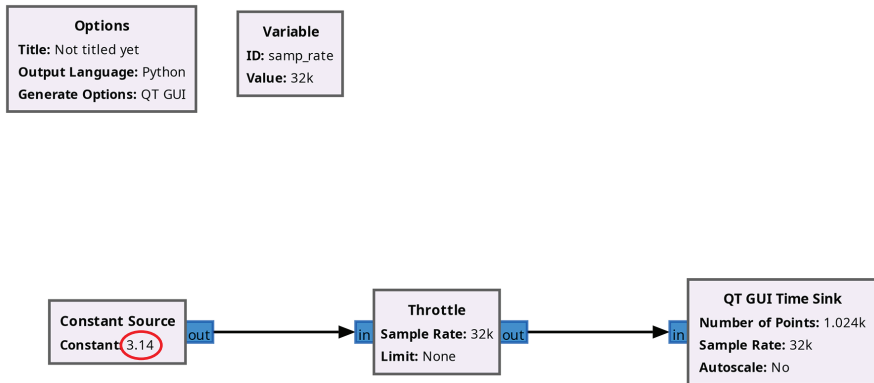 Options
Title: Not titled yet
Output Language: Python
Generate Options: QT GUI
Variable
ID: samp_rate
Value: 32k
Constant Source
Constant: 3.14
out
in
Throttle
Sample Rate: 32k
Limit: None
out
in
QT GUI Time Sink
Number of Points: 1.024k
Sample Rate: 32k
Autoscale: No